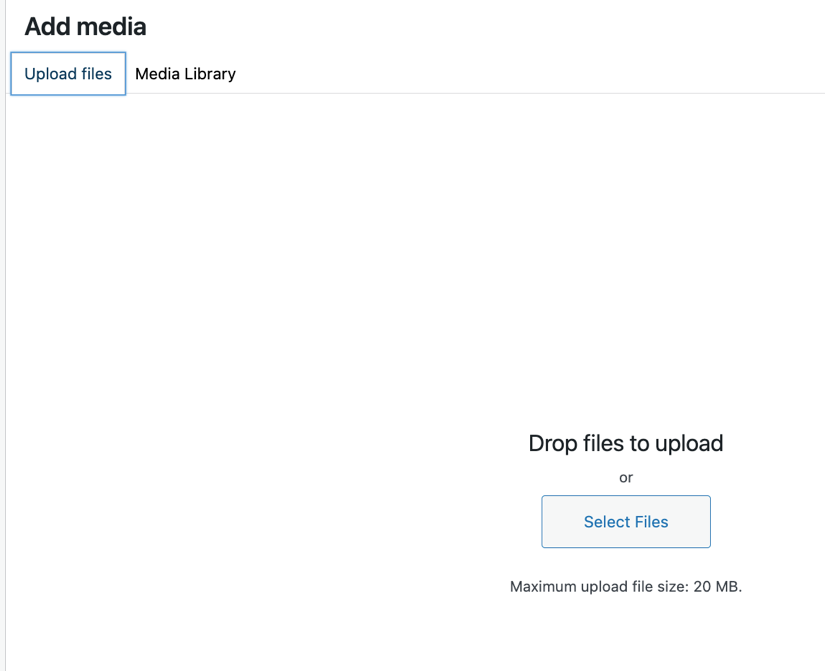 Add media
Upload files Media Library
Drop files to upload
or
Select Files
Maximum upload file size: 20 MB.